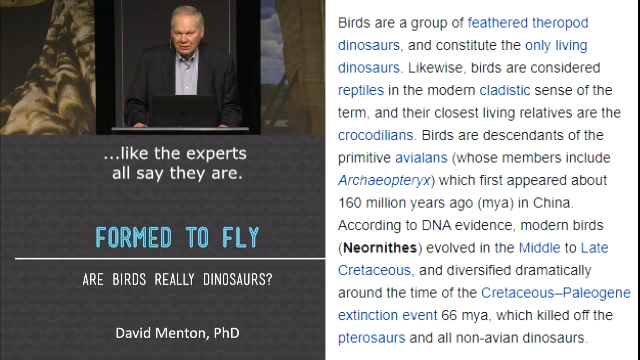 ...like the experts
all say they are.
FORMED TO FLY
ARE BIRDS REALLY DINOSAURS?
David Menton, PhD
Birds are a group of feathered theropod
dinosaurs, and constitute the only living
dinosaurs. Likewise, birds are considered
reptiles in the modern cladistic sense of the
term, and their closest living relatives are the
crocodilians. Birds are descendants of the
primitive avialans (whose members include
Archaeopteryx) which first appeared about
160 million years ago (mya) in China.
According to DNA evidence, modern birds
(Neornithes) evolved in the Middle to Late
Cretaceous, and diversified dramatically
around the time of the Cretaceous–Paleogene
extinction event 66 mya, which killed off the
pterosaurs and all non-avian dinosaurs.